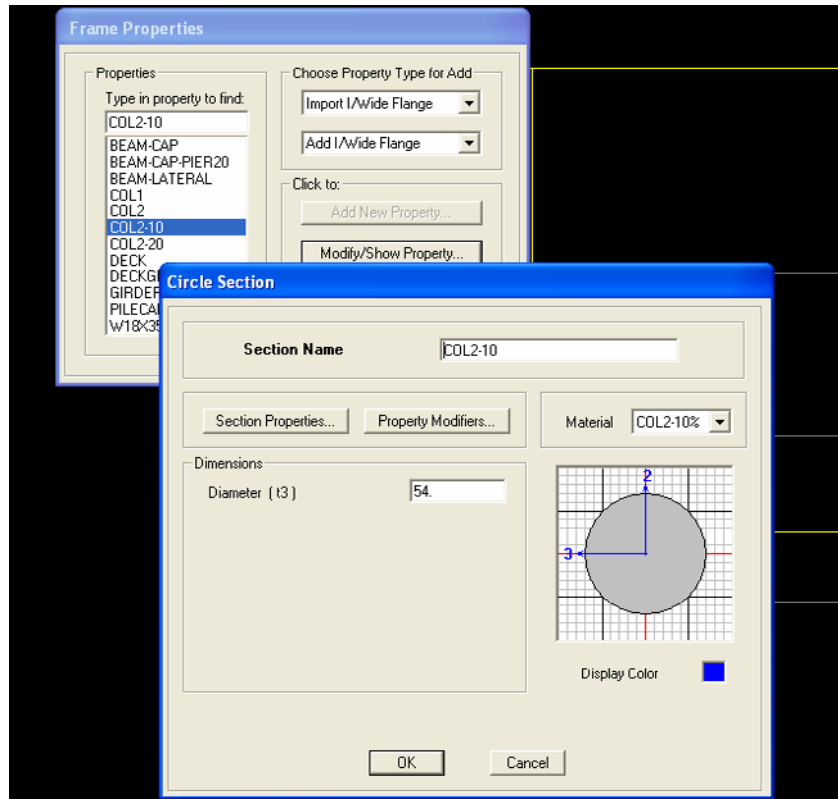 Frame Properties
Properties
Type in property to find:
COL2-10
BEAM-CAP
BEAM-CAP-PIER20
BEAM-LATERAL
COL1
COL2
COL2-10
COL2-20
DECK
Choose Property Type for Add
Import I/Wide Flange
Add I/Wide Flange
Click to:
Add New Property...
Modify/Show Property...
Circle Section
Section Name COL2-10
Section Properties... Property Modifiers... Material COL2-10%
Dimensions
Diameter ( t3 ) 54.
2
3
Display Color
OK Cancel